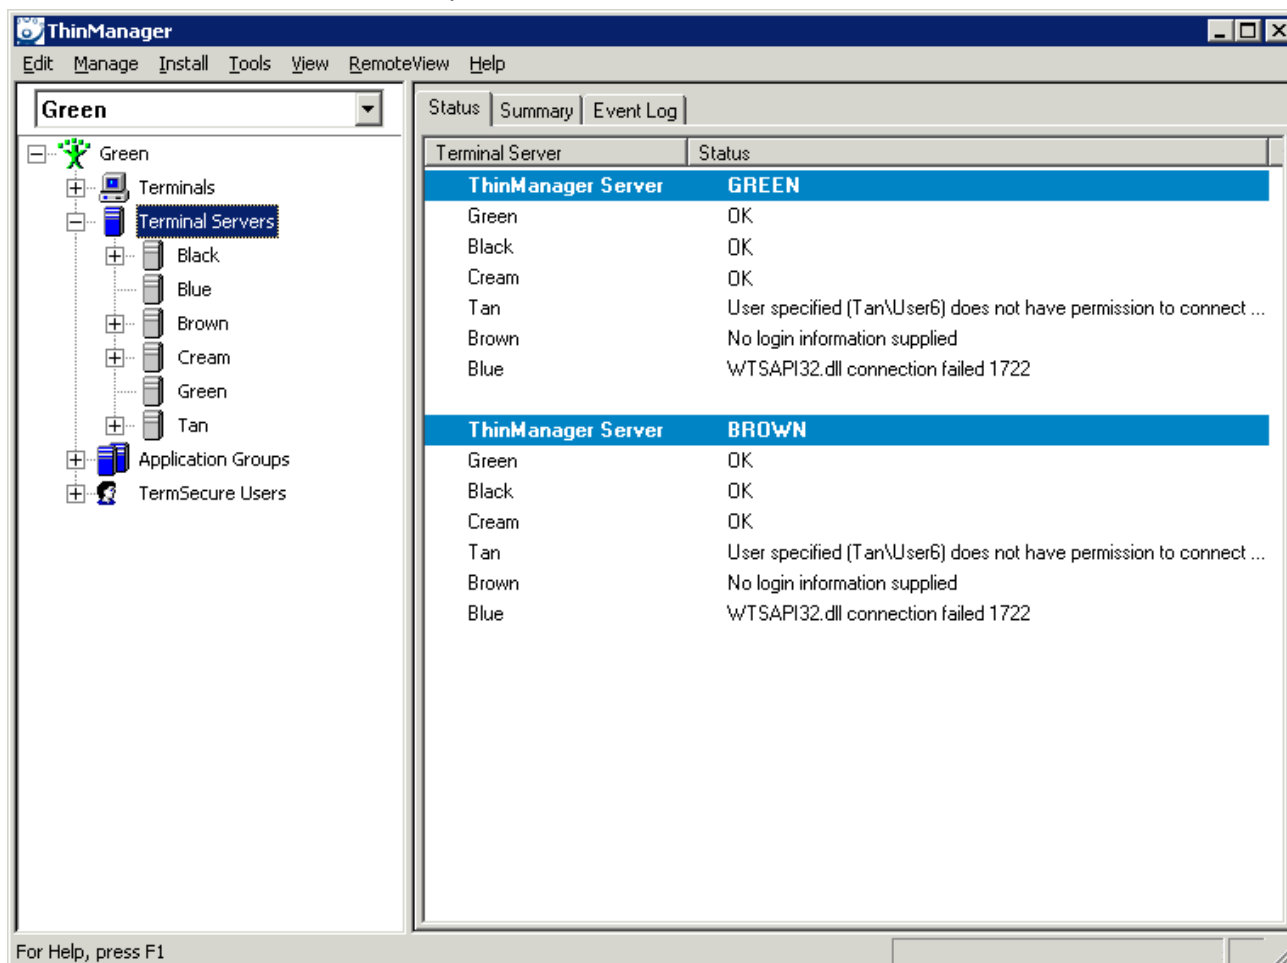 ThinManager
Edit Manage Install Tools View RemoteView Help
Green
Green
Terminals
Terminal Servers
Black
Blue
Brown
Cream
Green
Tan
Application Groups
TermSecure Users
Status Summary Event Log
Terminal Server Status
ThinManager Server GREEN
Green OK
Black OK
Cream OK
Tan User specified (Tan\User6) does not have permission to connect ...
Brown No login information supplied
Blue WTSAPI32.dll connection failed 1722
ThinManager Server BROWN
Green OK
Black OK
Cream OK
Tan User specified (Tan\User6) does not have permission to connect ...
Brown No login information supplied
Blue WTSAPI32.dll connection failed 1722
For Help, press F1